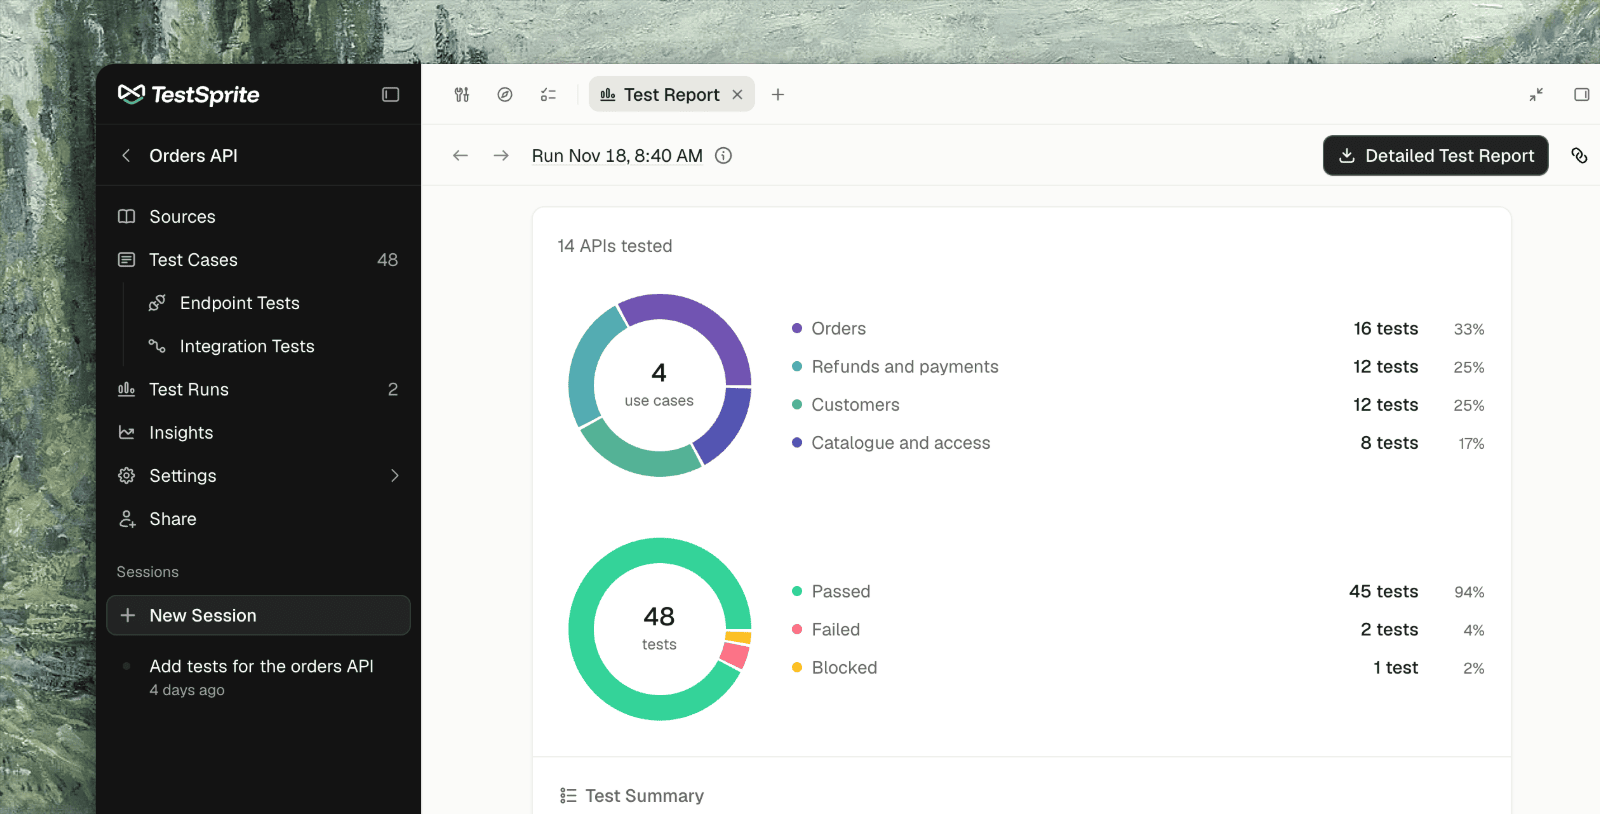 TestSprite
Orders API
Sources
Test Cases 48
Endpoint Tests
Integration Tests
Test Runs 2
Insights
Settings
Share
Sessions
New Session
Add tests for the orders API
4 days ago
Test Report
Run Nov 18, 8:40 AM
Detailed Test Report
14 APIs tested
4
use cases
Orders 16 tests 33%
Refunds and payments 12 tests 25%
Customers 12 tests 25%
Catalogue and access 8 tests 17%
48
tests
Passed 45 tests 94%
Failed 2 tests 4%
Blocked 1 test 2%
Test Summary